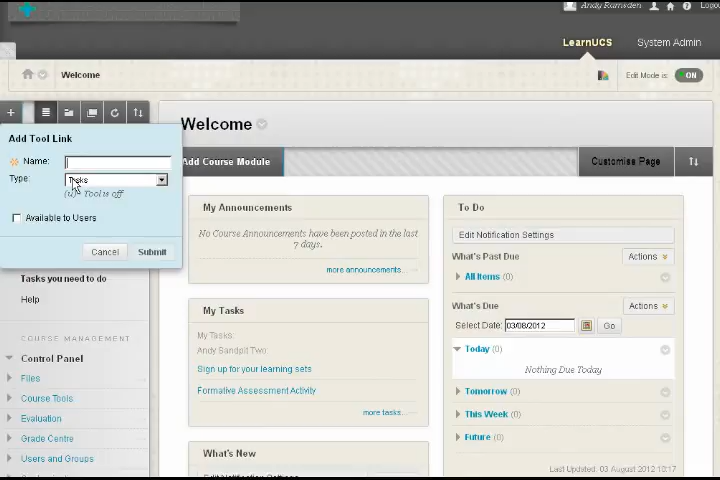 Andy Ramsden
Logo
LearnUCS
System Admin
Welcome
Edit Mode is:
ON
Welcome
Add Tool Link
Name:
Type:
Tasks
Tool is off
Available to Users
Cancel
Submit
Add Course Module
Customise Page
Tasks you need to do
Help
COURSE MANAGEMENT
Control Panel
Files
Course Tools
Evaluation
Grade Centre
Users and Groups
My Announcements
No Course Announcements have been posted in the last
7 days.
more announcements...
My Tasks
My Tasks:
Andy Sandpit Two:
Sign up for your learning sets
Formative Assessment Activity
more tasks...
What's New
Edit Notification Settings
To Do
Edit Notification Settings
What's Past Due
Actions
All Items (0)
What's Due
Actions
Select Date:
03/08/2012
Go
Today (0)
Nothing Due Today
Tomorrow (0)
This Week (0)
Future (0)
Last Updated: 03 August 2012 10:17